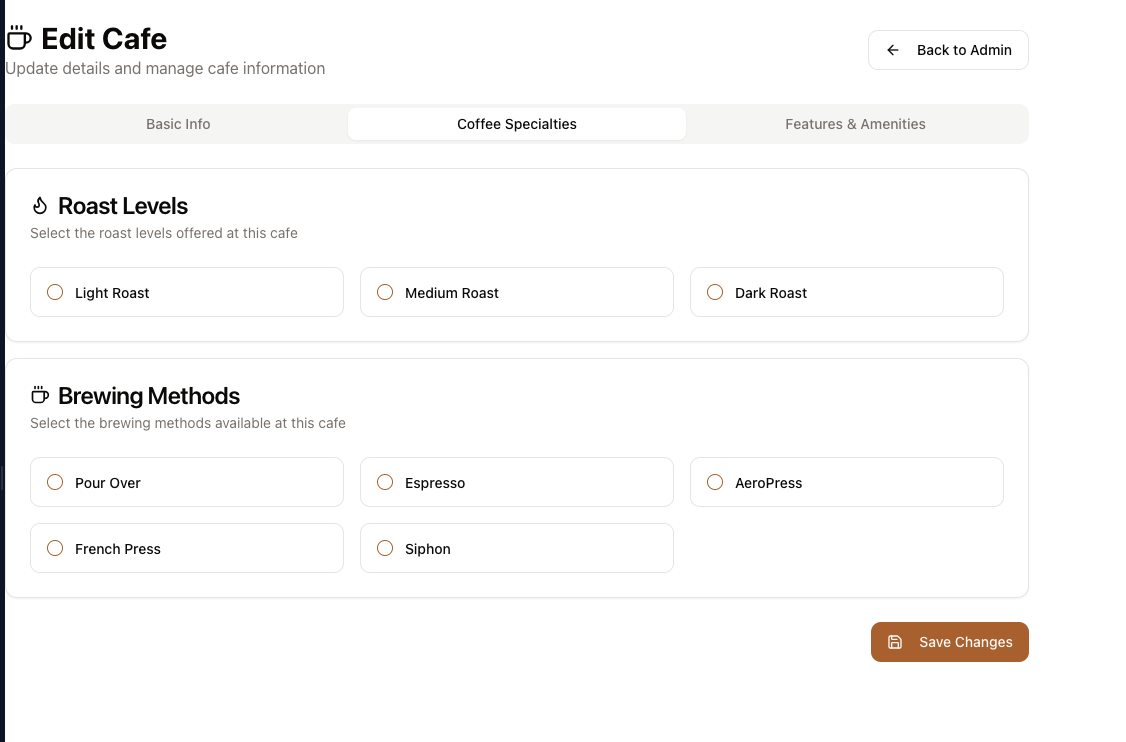 Edit Cafe
Update details and manage cafe information
Back to Admin
Basic Info
Coffee Specialties
Features & Amenities
Roast Levels
Select the roast levels offered at this cafe
Light Roast
Medium Roast
Dark Roast
Brewing Methods
Select the brewing methods available at this cafe
Pour Over
Espresso
AeroPress
French Press
Siphon
Save Changes